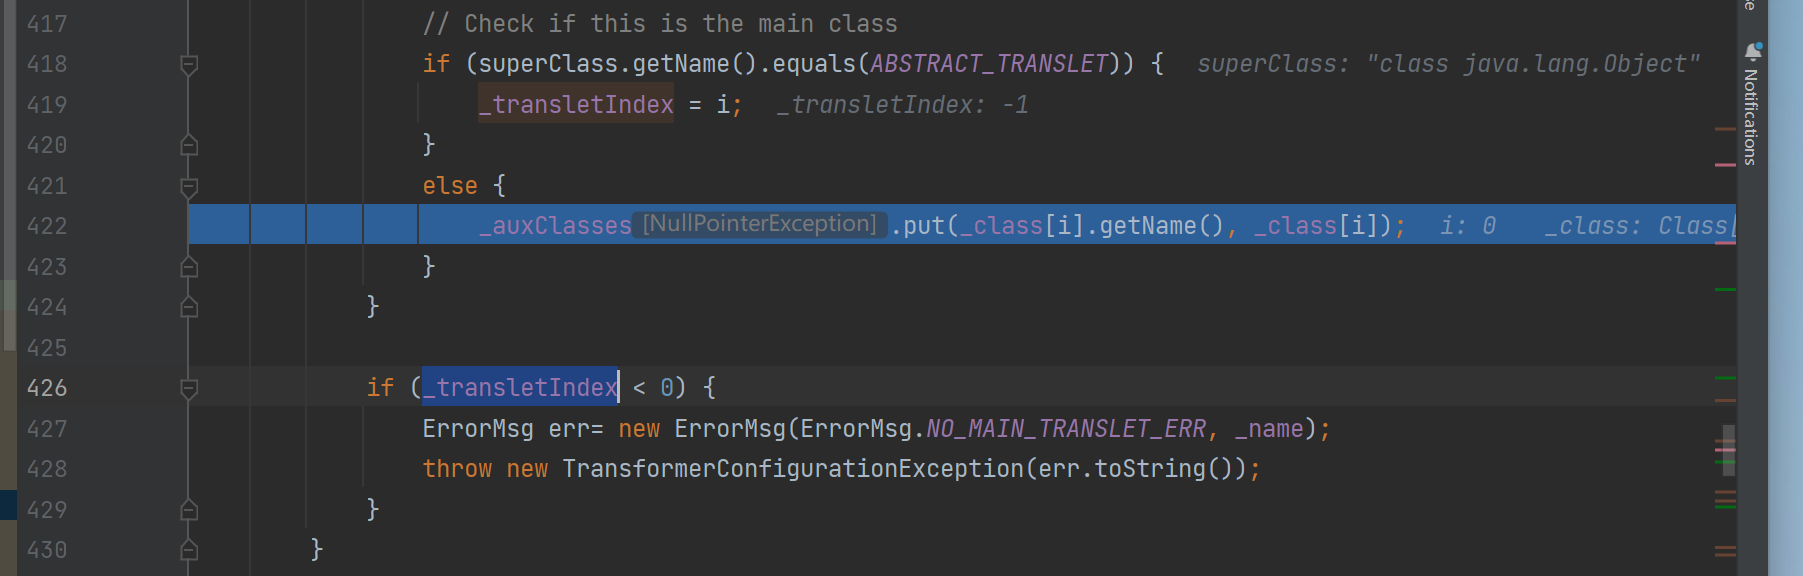 417 // Check if this is the main class
418 if (superClass.getName().equals(ABSTRACT_TRANSLET)) { superClass: "class java.lang.Object"
419 _transletIndex = i; _transletIndex: -1
420 }
421 else {
422 _auxClasses [NullPointerException] .put(_class[i].getName(), _class[i]); i: 0 _class: Class[
423 }
424 }
425
426 if (_transletIndex < 0) {
427 ErrorMsg err= new ErrorMsg(ErrorMsg.NO_MAIN_TRANSLET_ERR, _name);
428 throw new TransformerConfigurationException(err.toString());
429 }
430 }
Notifications